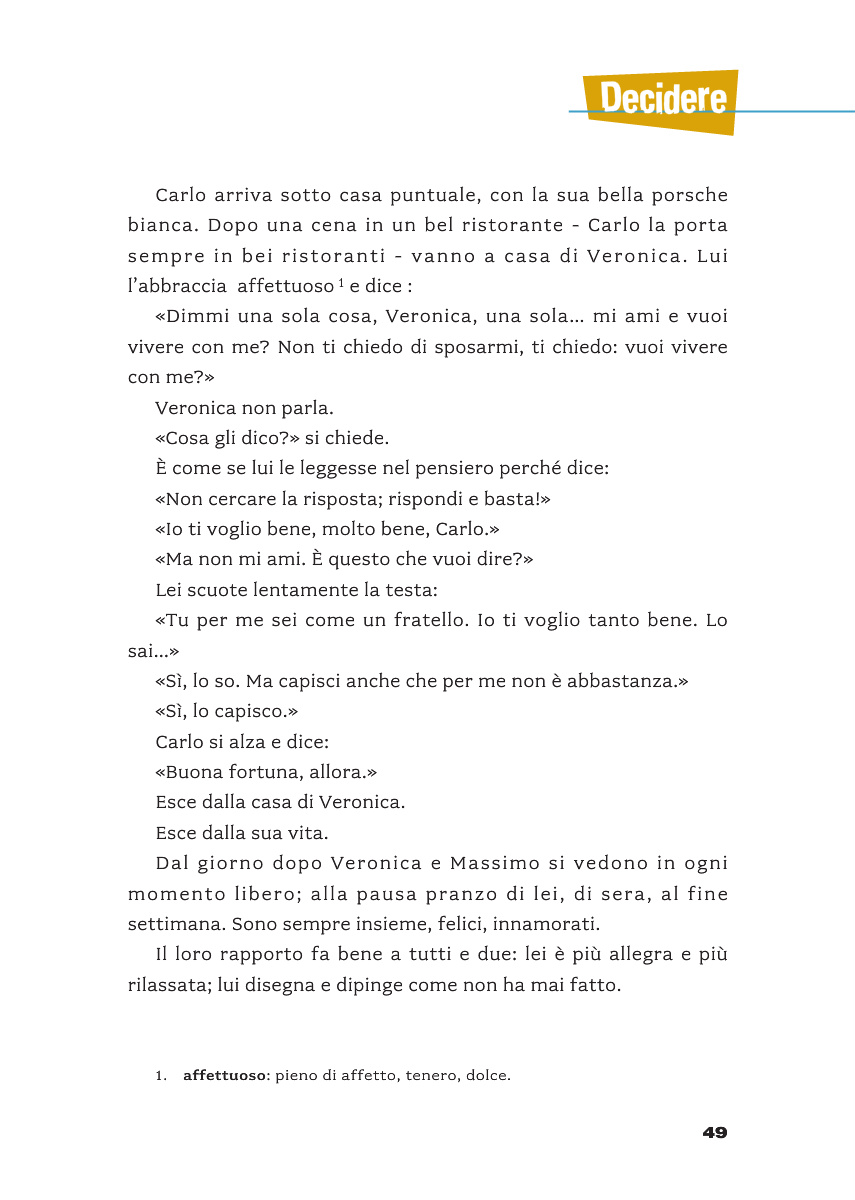 Decidere
Carlo arriva sotto casa puntuale, con la sua bella porsche
bianca. Dopo una cena in un bel ristorante - Carlo la porta
sempre in bei ristoranti - vanno a casa di Veronica. Lui
l'abbraccia affettuoso 1 e dice :
«Dimmi una sola cosa, Veronica, una sola... mi ami e vuoi
vivere con me? Non ti chiedo di sposarmi, ti chiedo: vuoi vivere
con me?»
Veronica non parla.
«Cosa gli dico?» si chiede.
È come se lui le leggesse nel pensiero perché dice:
«Non cercare la risposta; rispondi e basta!»
«Io ti voglio bene, molto bene, Carlo.»
«Ma non mi ami. È questo che vuoi dire?»
Lei scuote lentamente la testa:
«Tu per me sei come un fratello. Io ti voglio tanto bene. Lo
sai...»
«Sì, lo so. Ma capisci anche che per me non è abbastanza.»
«Sì, lo capisco.»
Carlo si alza e dice:
«Buona fortuna, allora.»
Esce dalla casa di Veronica.
Esce dalla sua vita.
Dal giorno dopo Veronica e Massimo si vedono in ogni
momento libero; alla pausa pranzo di lei, di sera, al fine
settimana. Sono sempre insieme, felici, innamorati.
Il loro rapporto fa bene a tutti e due: lei è più allegra e più
rilassata; lui disegna e dipinge come non ha mai fatto.
1. affettuoso: pieno di affetto, tenero, dolce.
49